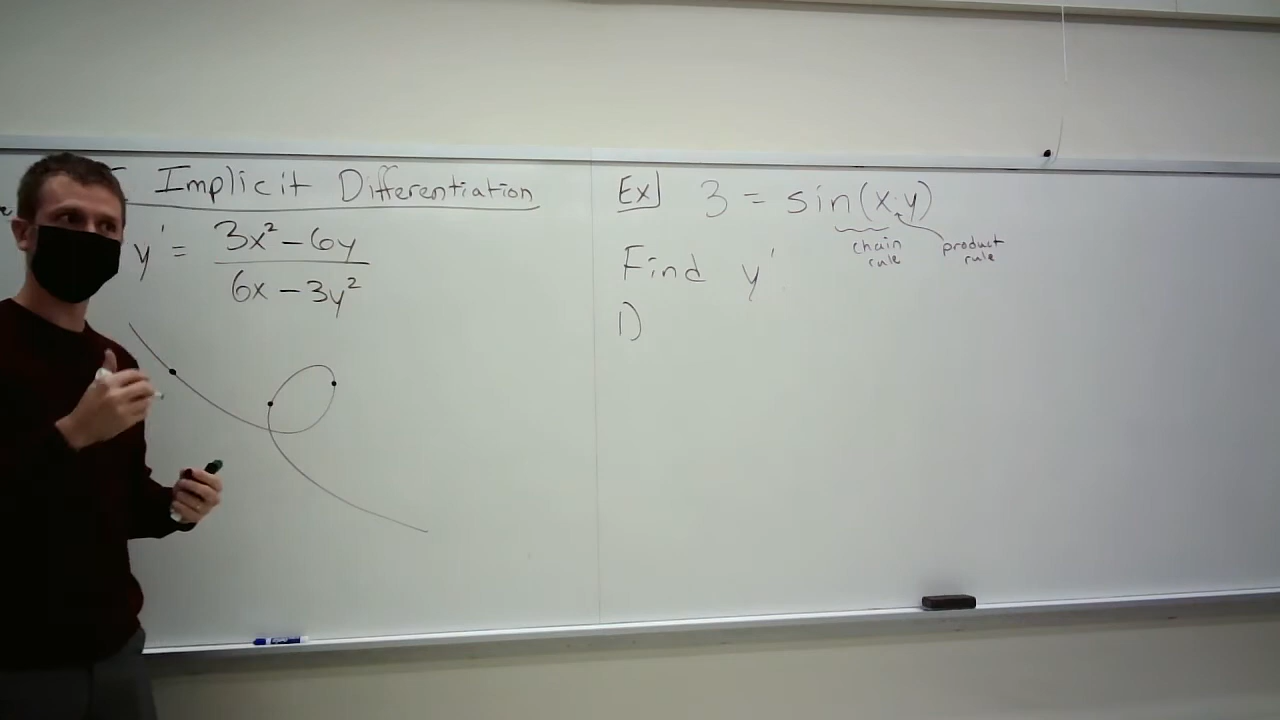 Implicit Differentiation
y' = 3x² - 6y
6x - 3y²
Ex] 3 = sin(x·y)
chain rule
product rule
Find y'
1)